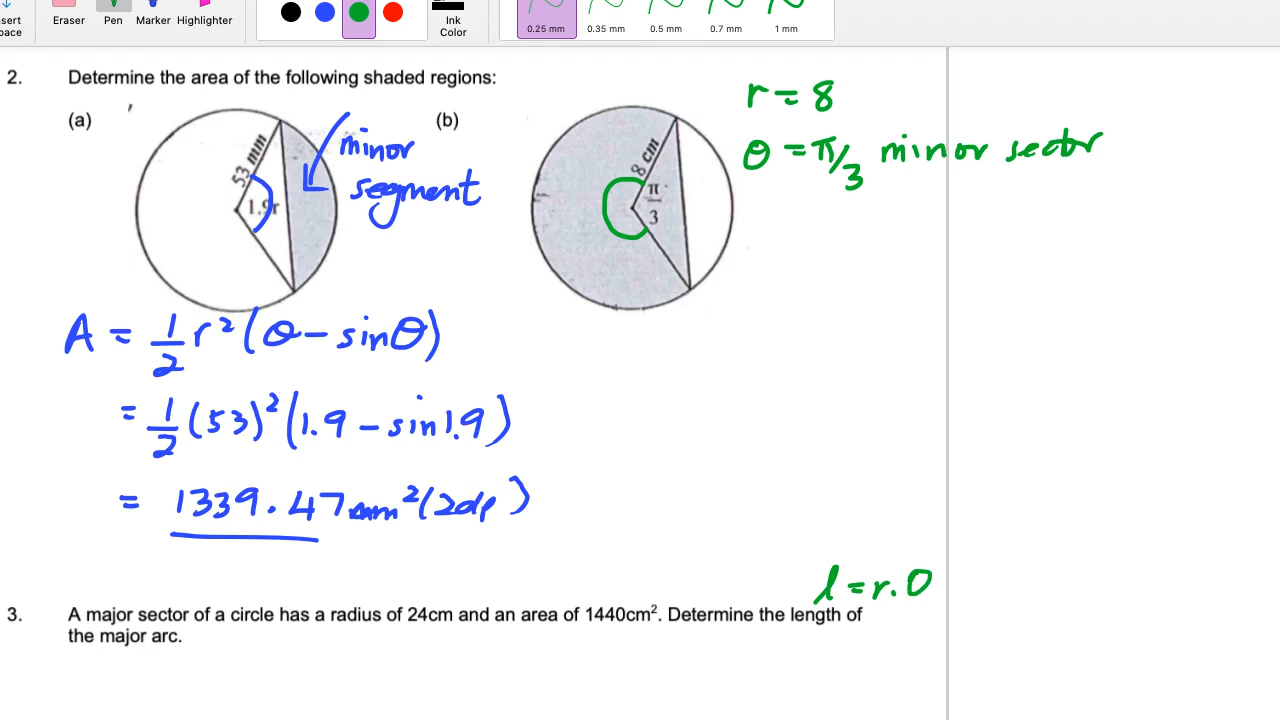 Eraser Pen Marker Highlighter Ink Color 0.25 mm 0.35 mm 0.5 mm 0.7 mm 1 mm
2. Determine the area of the following shaded regions:
(a)
53 mm
1.9r
minor
segment
A = 1/2 r² (θ - sinθ)
= 1/2 (53)² (1.9 - sin1.9)
= 1339.47mm² (2dp)
(b)
8 cm
π/3
r = 8
θ = π/3 minor sector
l = r.θ
3. A major sector of a circle has a radius of 24cm and an area of 1440cm². Determine the length of
the major arc.